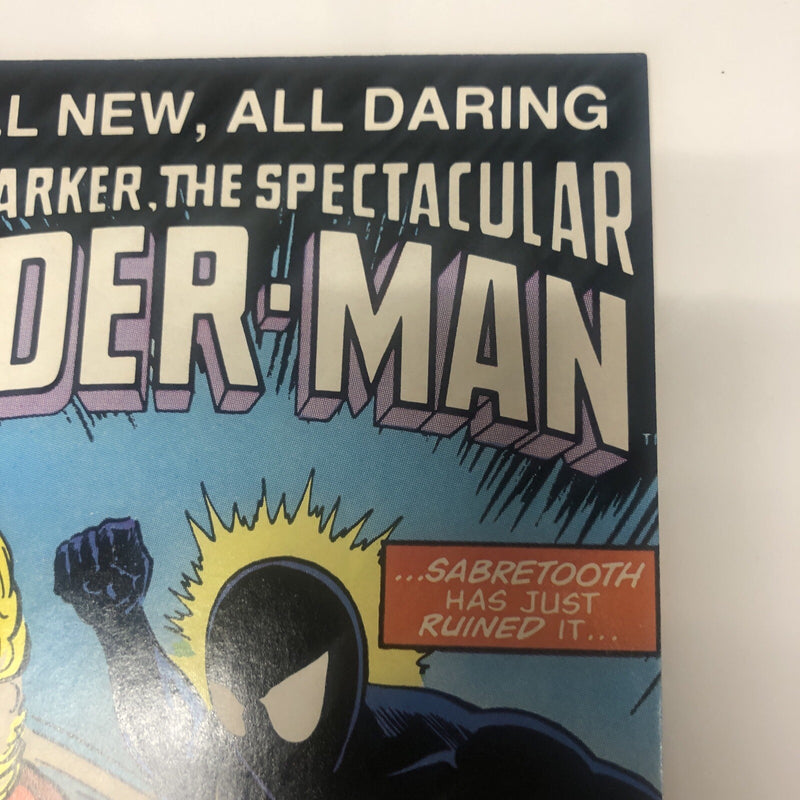 LL NEW, ALL DARING
ARKER, THE SPECTACULAR
DER-MAN
...SABRETOOTH
HAS JUST
RUINED IT...